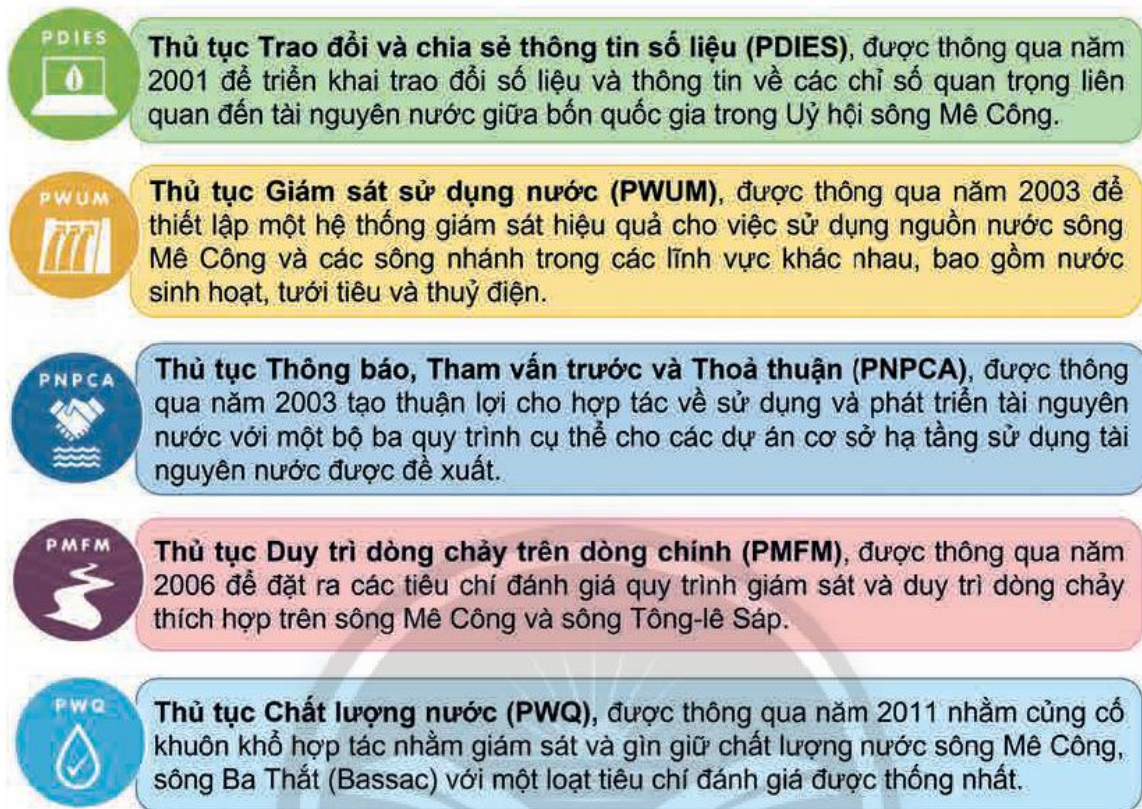 PDIES
Thủ tục Trao đổi và chia sẻ thông tin số liệu (PDIES), được thông qua năm
2001 để triển khai trao đổi số liệu và thông tin về các chỉ số quan trọng liên
quan đến tài nguyên nước giữa bốn quốc gia trong Uỷ hội sông Mê Công.
PWUM
Thủ tục Giám sát sử dụng nước (PWUM), được thông qua năm 2003 để
thiết lập một hệ thống giám sát hiệu quả cho việc sử dụng nguồn nước sông
Mê Công và các sông nhánh trong các lĩnh vực khác nhau, bao gồm nước
sinh hoạt, tưới tiêu và thuỷ điện.
PNPCA
Thủ tục Thông báo, Tham vấn trước và Thoả thuận (PNPCA), được thông
qua năm 2003 tạo thuận lợi cho hợp tác về sử dụng và phát triển tài nguyên
nước với một bộ ba quy trình cụ thể cho các dự án cơ sở hạ tầng sử dụng tài
nguyên nước được đề xuất.
PMFM
Thủ tục Duy trì dòng chảy trên dòng chính (PMFM), được thông qua năm
2006 để đặt ra các tiêu chí đánh giá quy trình giám sát và duy trì dòng chảy
thích hợp trên sông Mê Công và sông Tông-lê Sáp.
PWQ
Thủ tục Chất lượng nước (PWQ), được thông qua năm 2011 nhằm củng cố
khuôn khổ hợp tác nhằm giám sát và gìn giữ chất lượng nước sông Mê Công,
sông Ba Thắt (Bassac) với một loạt tiêu chí đánh giá được thống nhất.